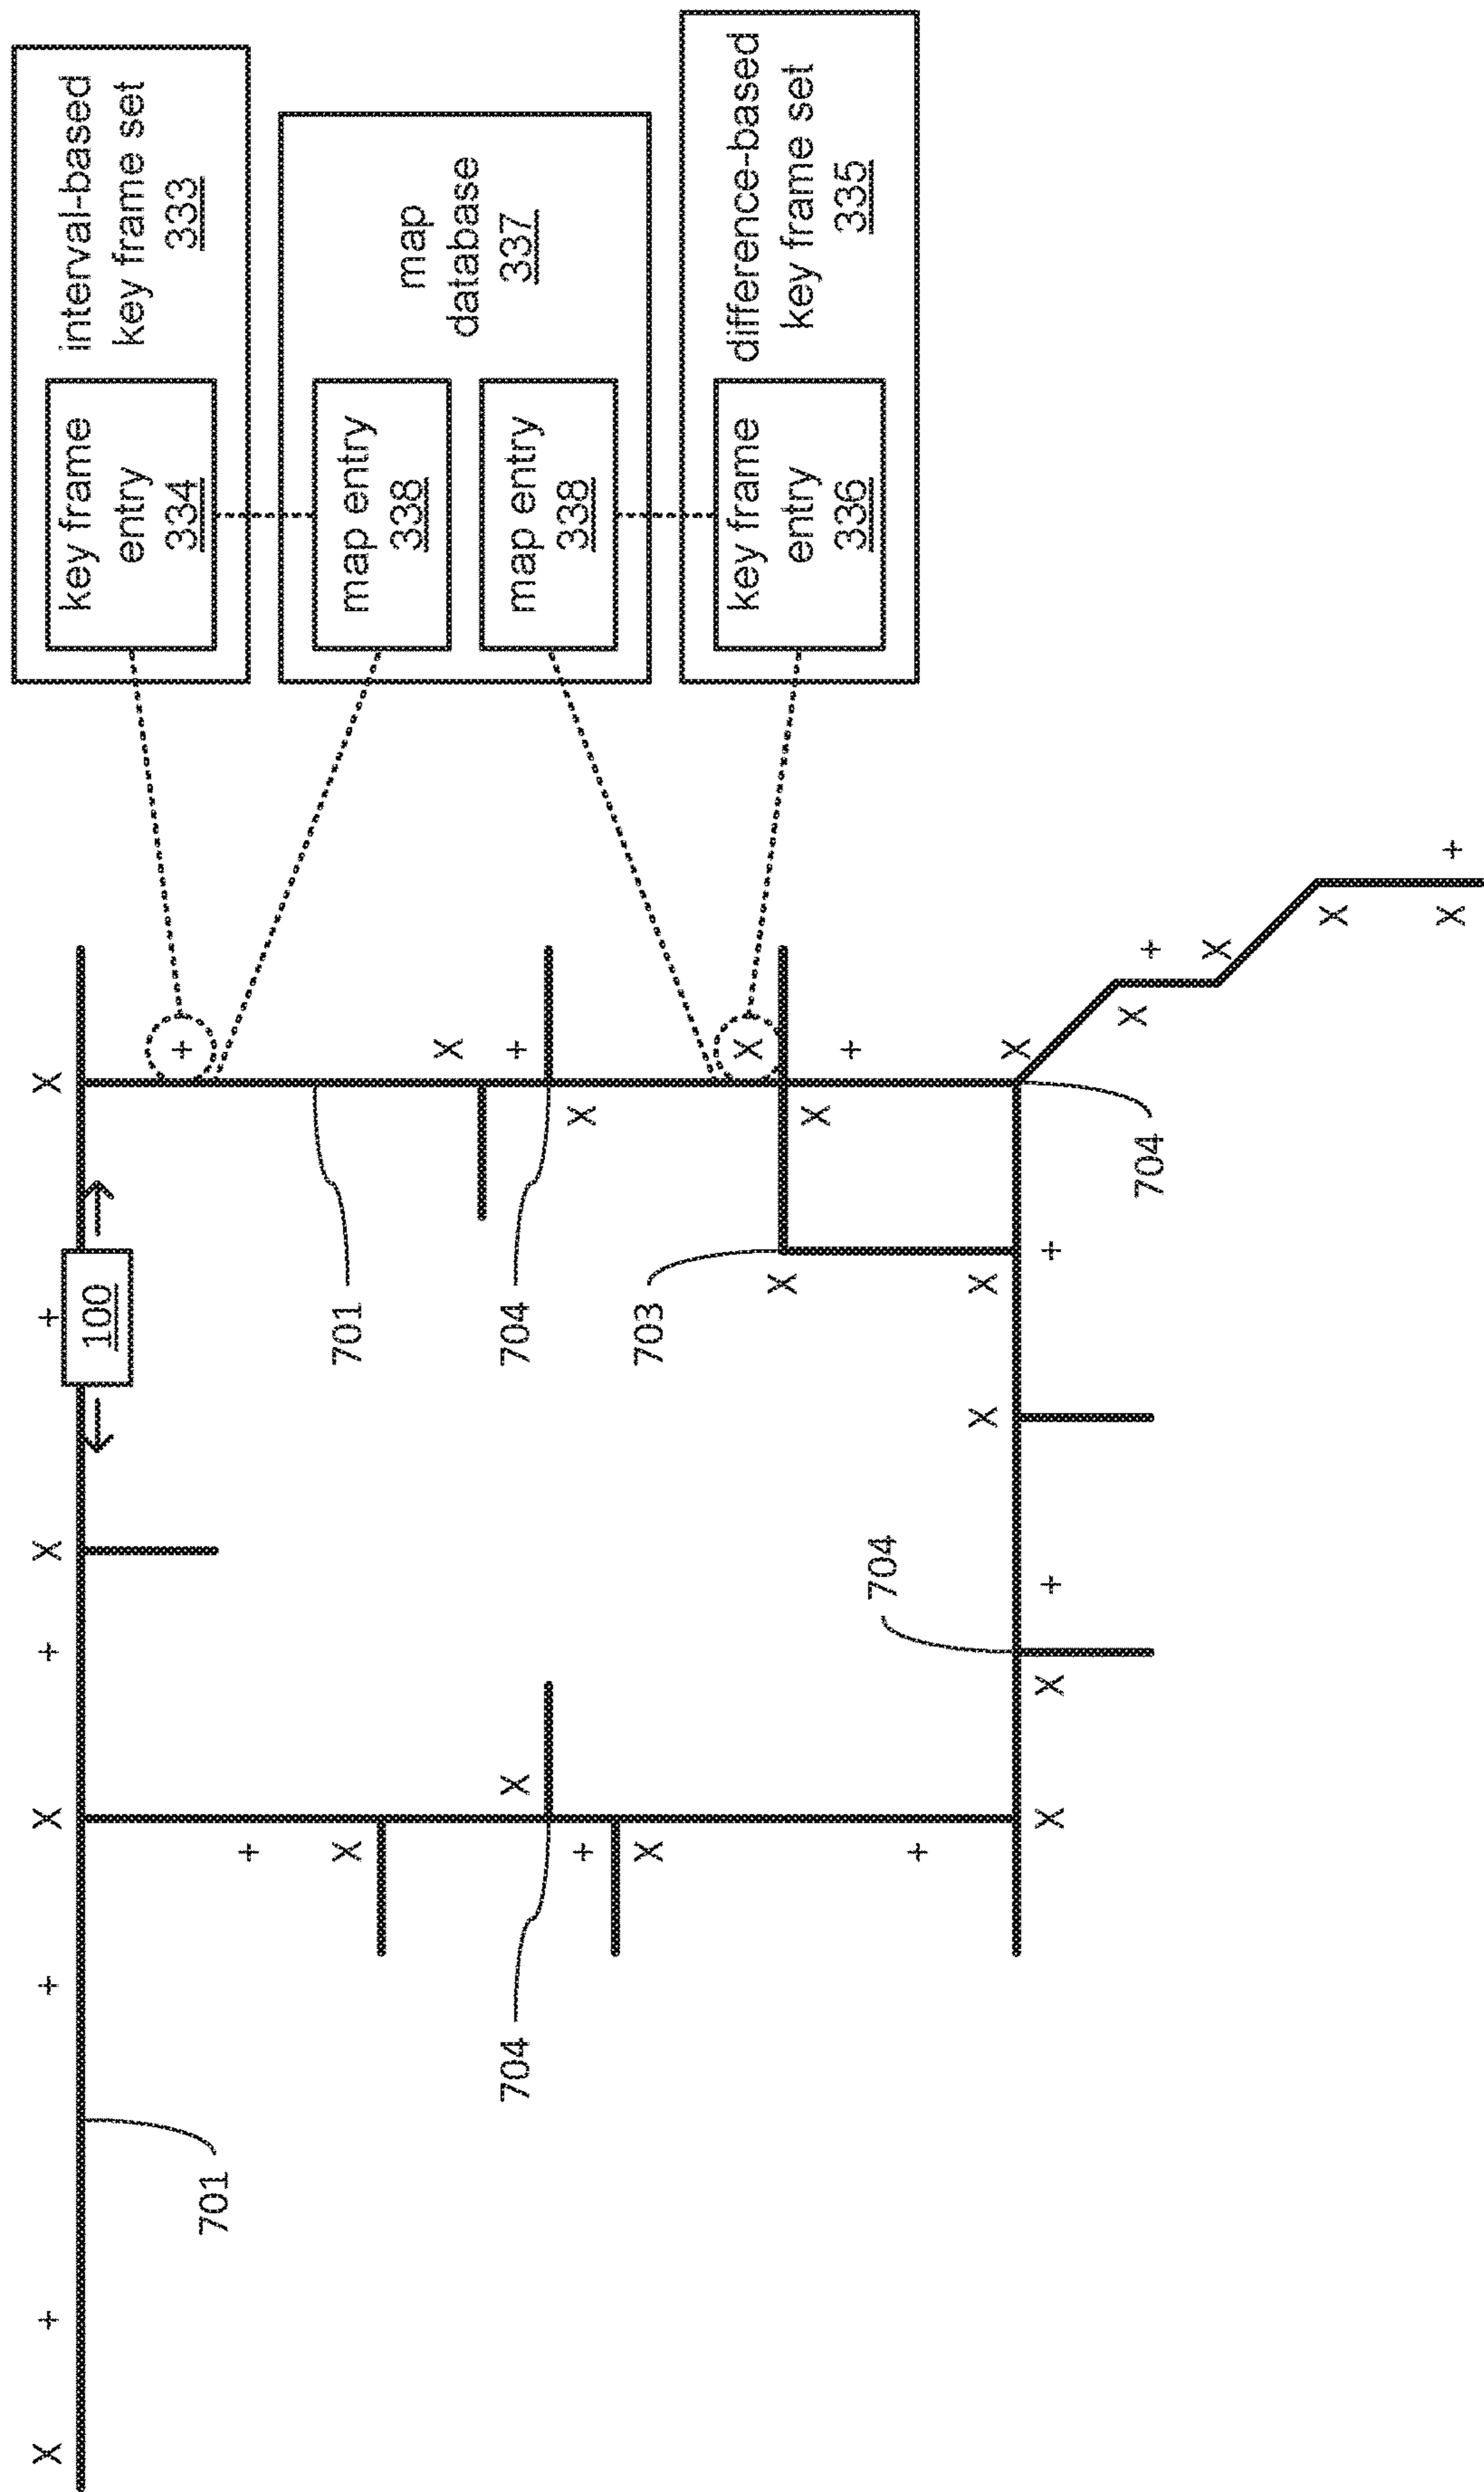 100
701
701
704
704
703
704
704
key frame
entry
334
interval-based
key frame set
333
map entry
338
map entry
338
map
database
337
key frame
entry
336
difference-based
key frame set
335